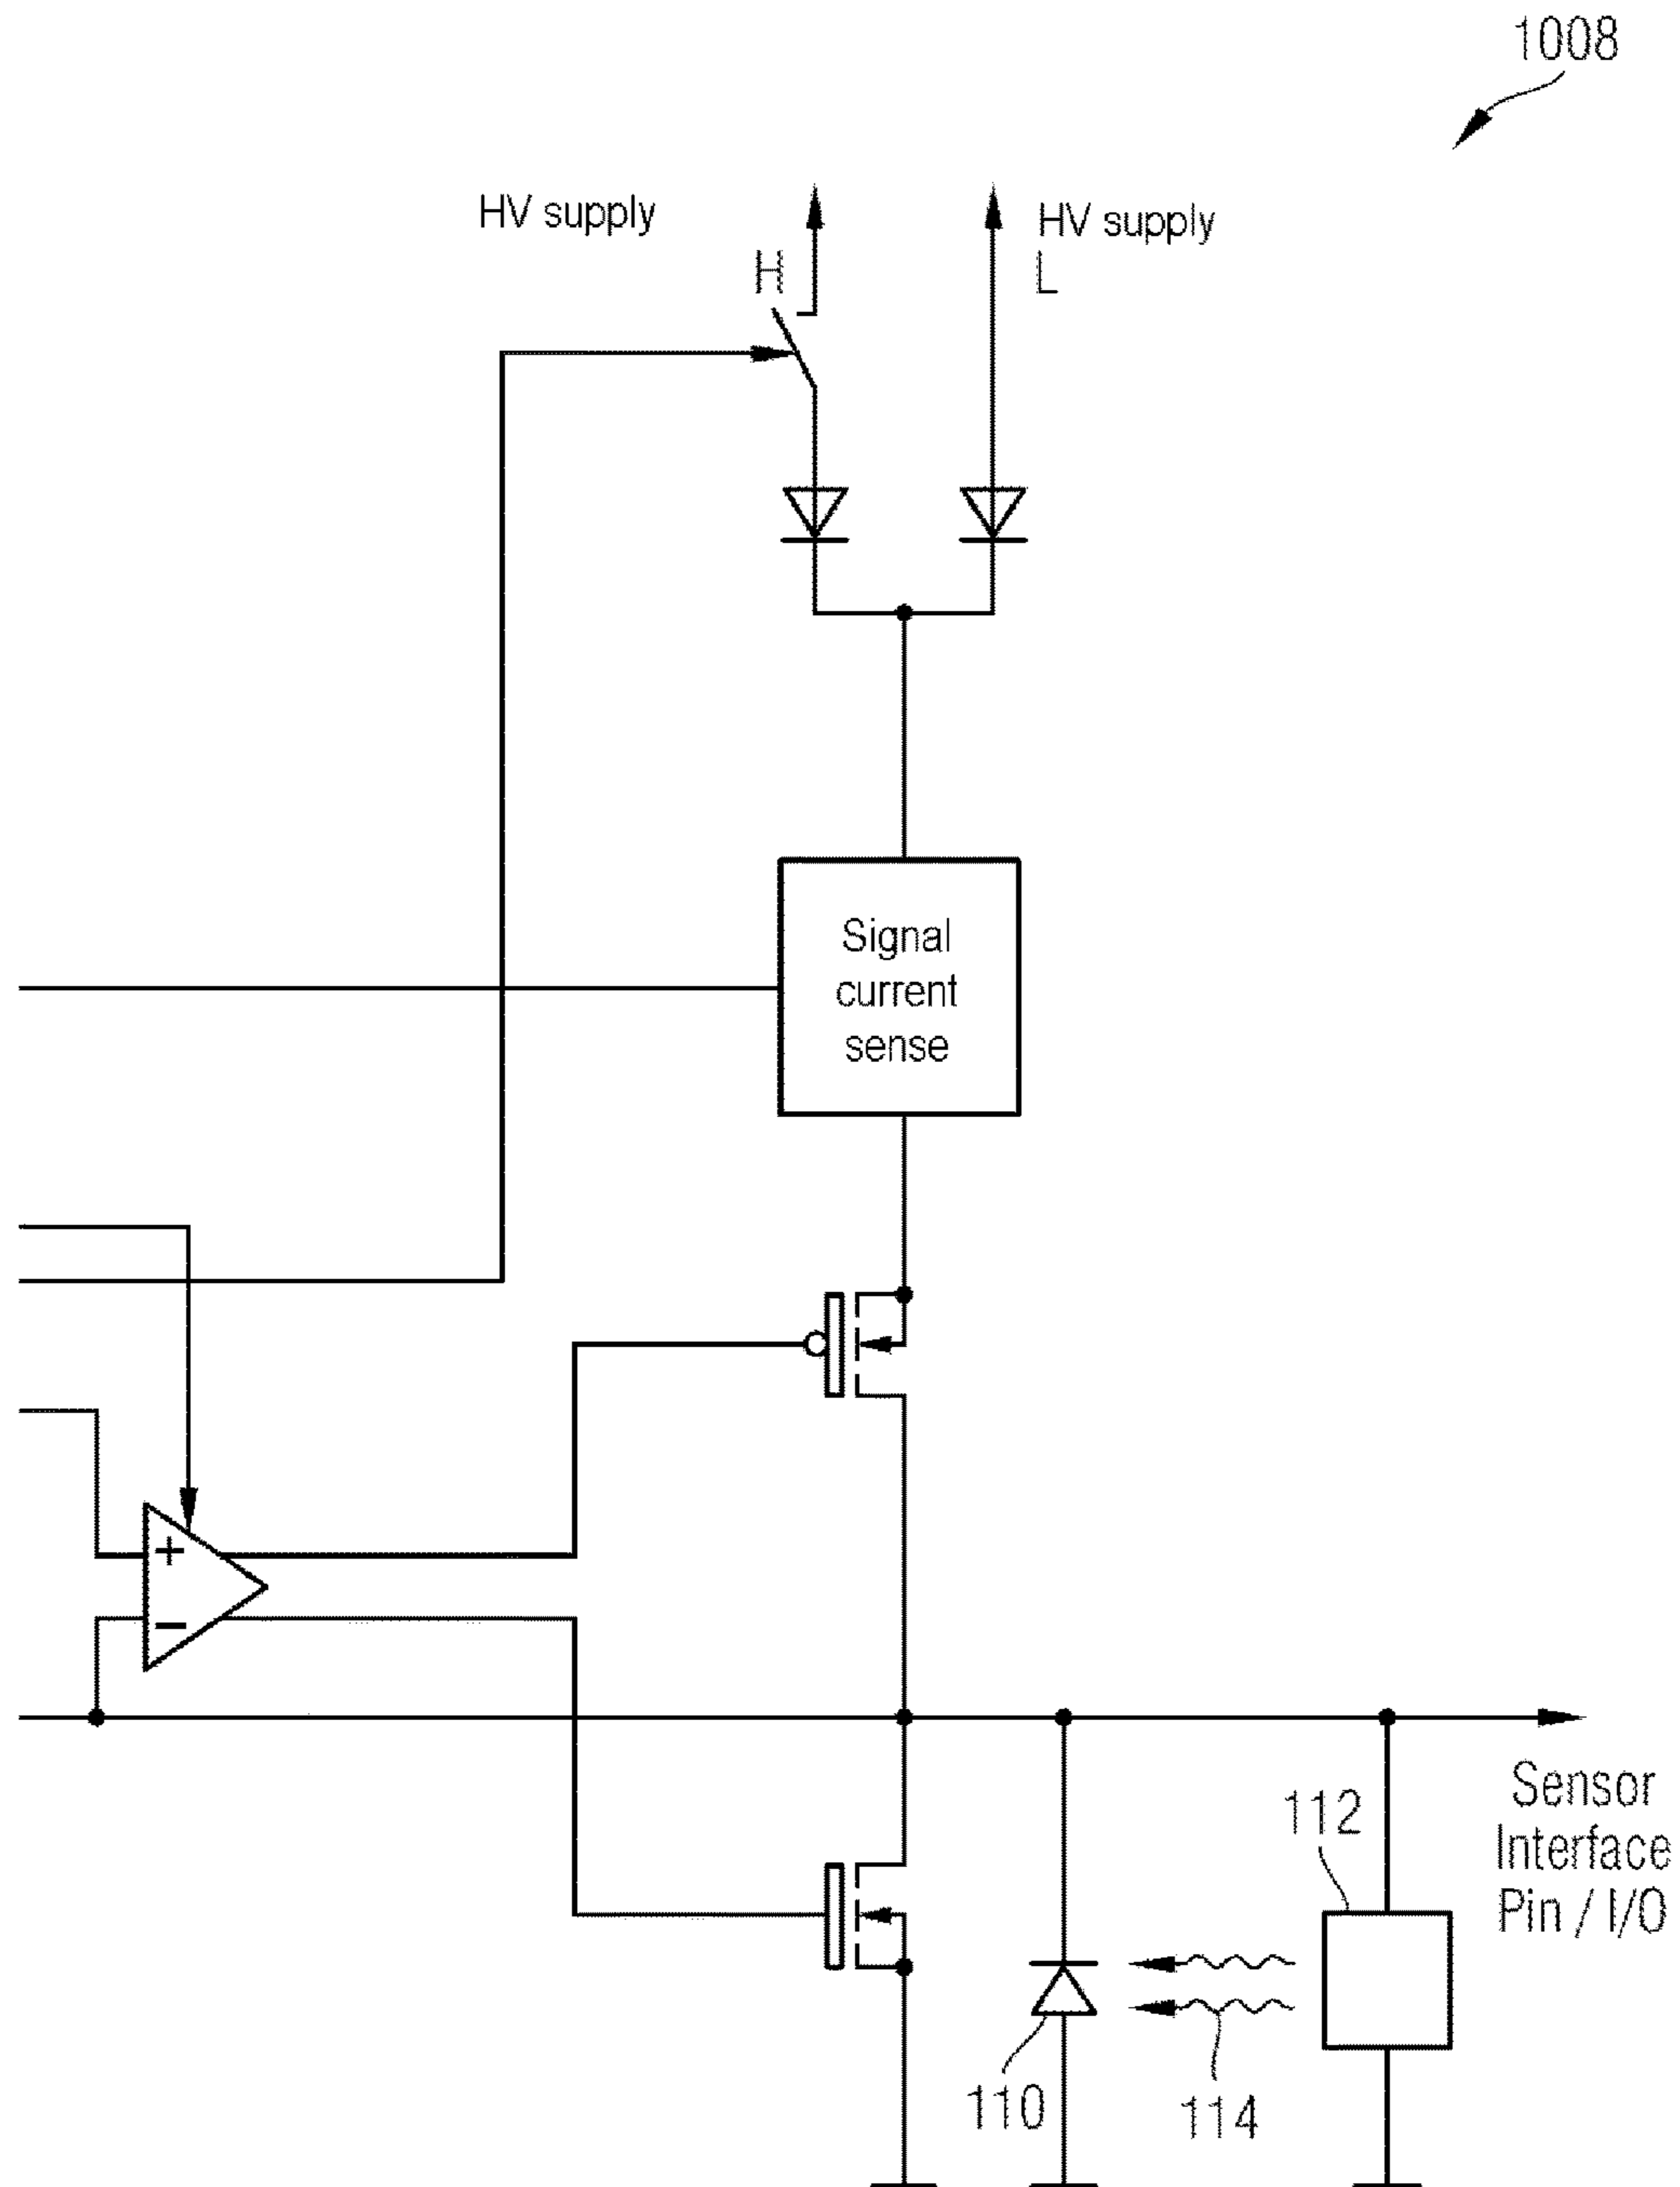 1008
HV supply
H
HV supply
L
Signal
current
sense
+
−
Sensor
Interface
Pin / I/O
112
110
114